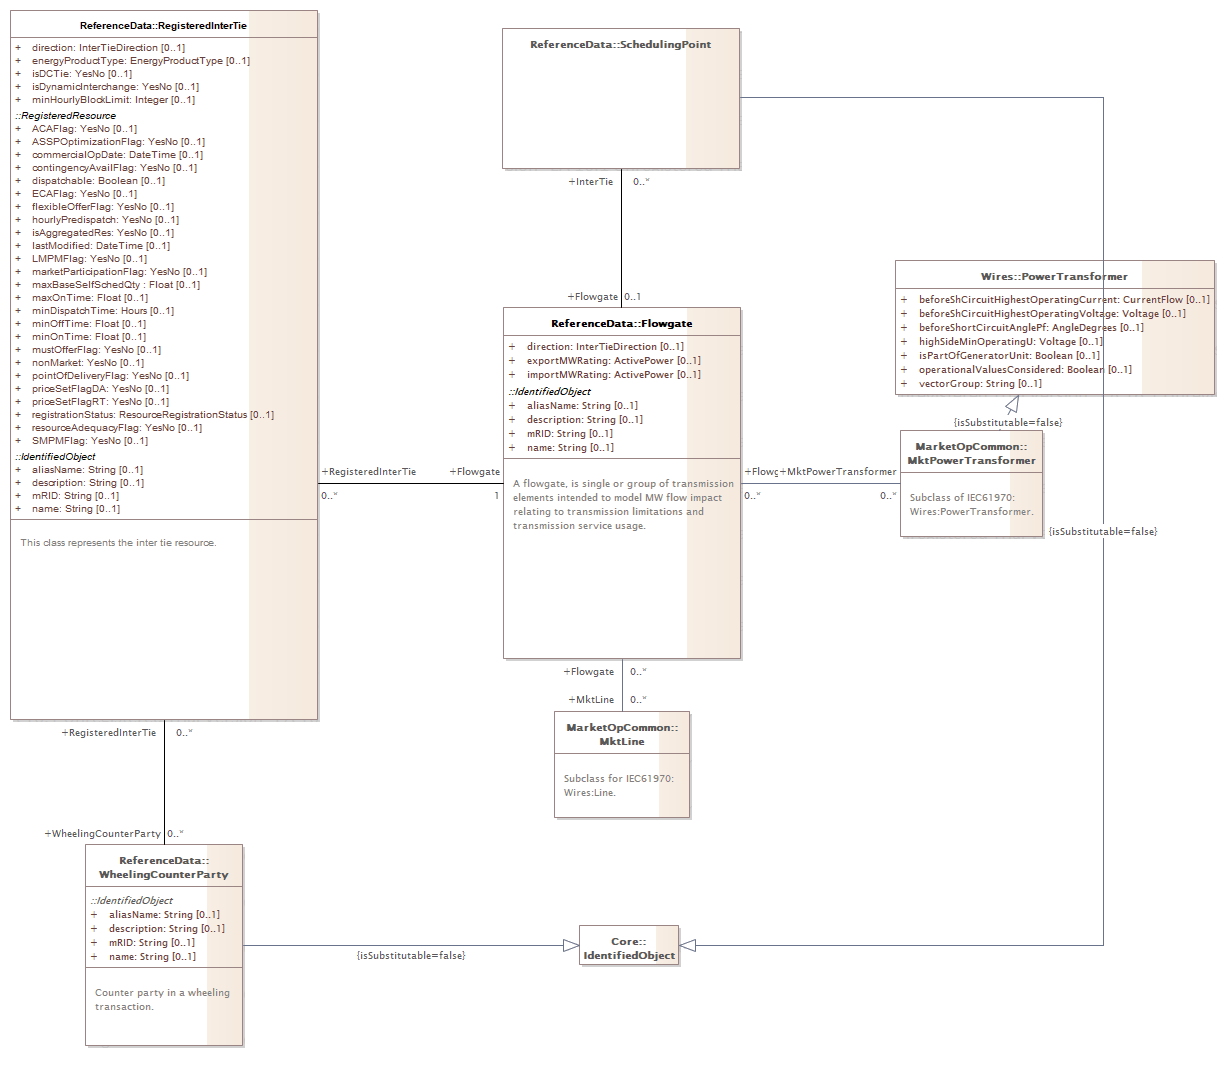 ReferenceData::RegisteredInterTie
+ direction: InterTieDirection [0..1]
+ energyProductType: EnergyProductType [0..1]
+ isDCTie: YesNo [0..1]
+ isDynamicInterchange: YesNo [0..1]
+ minHourlyBlockLimit: Integer [0..1]
::RegisteredResource
+ ACAFlag: YesNo [0..1]
+ ASSPOptimizationFlag: YesNo [0..1]
+ commercialOpDate: DateTime [0..1]
+ contingencyAvailFlag: YesNo [0..1]
+ dispatchable: Boolean [0..1]
+ ECAFlag: YesNo [0..1]
+ flexibleOfferFlag: YesNo [0..1]
+ hourlyPredispatch: YesNo [0..1]
+ isAggregatedRes: YesNo [0..1]
+ lastModified: DateTime [0..1]
+ LMPMFlag: YesNo [0..1]
+ marketParticipationFlag: YesNo [0..1]
+ maxBaseSelfSchedQty : Float [0..1]
+ maxOnTime: Float [0..1]
+ minDispatchTime: Hours [0..1]
+ minOffTime: Float [0..1]
+ minOnTime: Float [0..1]
+ mustOfferFlag: YesNo [0..1]
+ nonMarket: YesNo [0..1]
+ pointOfDeliveryFlag: YesNo [0..1]
+ priceSetFlagDA: YesNo [0..1]
+ priceSetFlagRT: YesNo [0..1]
+ registrationStatus: ResourceRegistrationStatus [0..1]
+ resourceAdequacyFlag: YesNo [0..1]
+ SMPMFlag: YesNo [0..1]
::IdentifiedObject
+ aliasName: String [0..1]
+ description: String [0..1]
+ mRID: String [0..1]
+ name: String [0..1]
This class represents the inter tie resource.
ReferenceData::SchedulingPoint
+InterTie 0..*
+Flowgate 0..1
ReferenceData::Flowgate
+ direction: InterTieDirection [0..1]
+ exportMWRating: ActivePower [0..1]
+ importMWRating: ActivePower [0..1]
::IdentifiedObject
+ aliasName: String [0..1]
+ description: String [0..1]
+ mRID: String [0..1]
+ name: String [0..1]
A flowgate, is single or group of transmission
elements intended to model MW flow impact
relating to transmission limitations and
transmission service usage.
+RegisteredInterTie +Flowgate
0..* 1
+Flowg +MktPowerTransformer
0..* 0..*
Wires::PowerTransformer
+ beforeShCircuitHighestOperatingCurrent: CurrentFlow [0..1]
+ beforeShCircuitHighestOperatingVoltage: Voltage [0..1]
+ beforeShortCircuitAnglePf: AngleDegrees [0..1]
+ highSideMinOperatingU: Voltage [0..1]
+ isPartOfGeneratorUnit: Boolean [0..1]
+ operationalValuesConsidered: Boolean [0..1]
+ vectorGroup: String [0..1]
{isSubstitutable=false}
MarketOpCommon::
MktPowerTransformer
Subclass of IEC61970:
Wires:PowerTransformer.
{isSubstitutable=false}
+Flowgate 0..*
+MktLine 0..*
MarketOpCommon::
MktLine
Subclass for IEC61970:
Wires:Line.
+RegisteredInterTie 0..*
+WheelingCounterParty 0..*
ReferenceData::
WheelingCounterParty
::IdentifiedObject
+ aliasName: String [0..1]
+ description: String [0..1]
+ mRID: String [0..1]
+ name: String [0..1]
Counter party in a wheeling
transaction.
{isSubstitutable=false}
Core::
IdentifiedObject